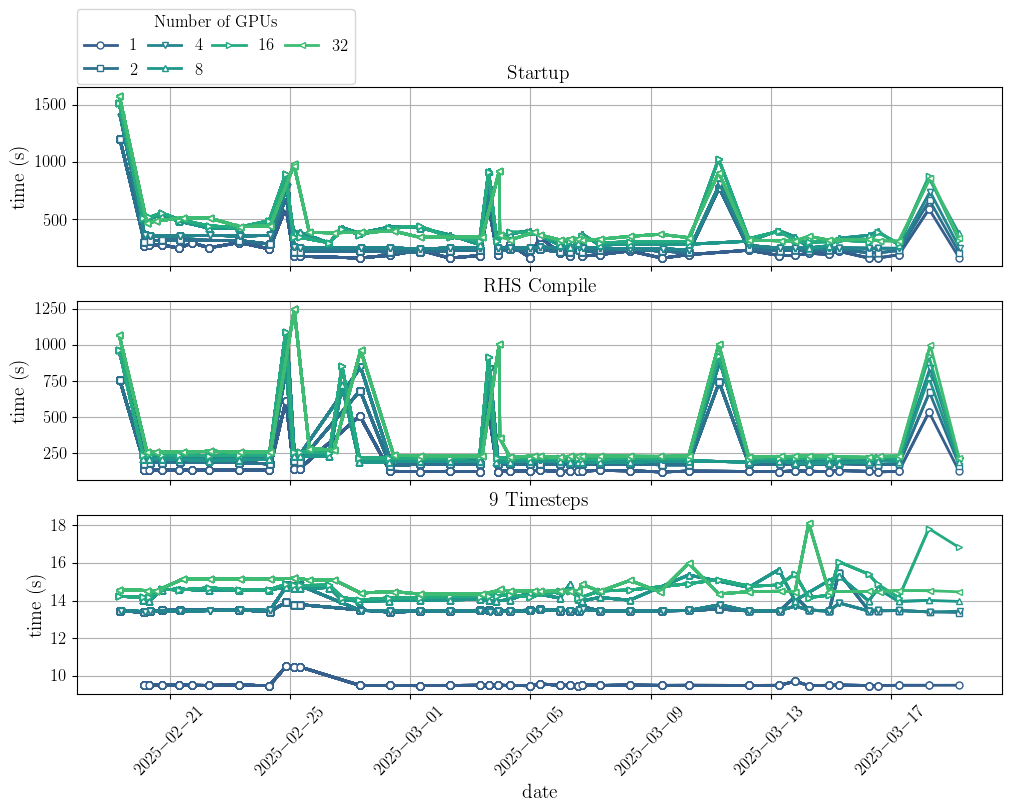 Number of GPUs
1 4 16 32
2 8
Startup
1500
1000
500
time (s)
RHS Compile
1250
1000
750
500
250
time (s)
9 Timesteps
18
16
14
12
10
time (s)
2025−02−21 2025−02−25 2025−03−01 2025−03−05 2025−03−09 2025−03−13 2025−03−17
date